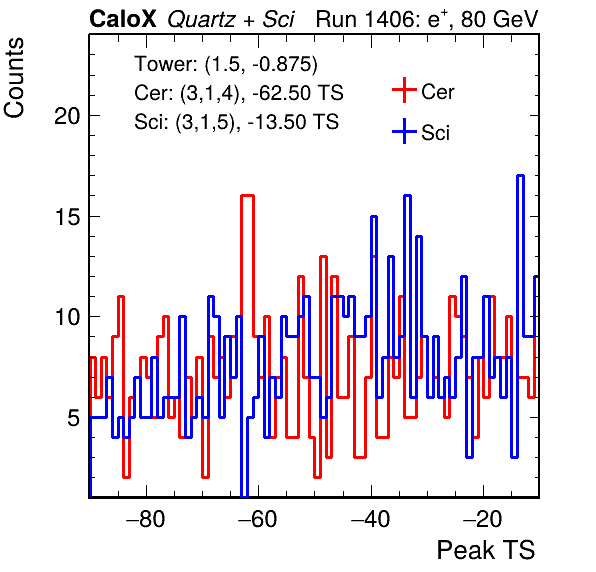 CaloX Quartz + Sci Run 1406: e+, 80 GeV
Counts
Tower: (1.5, -0.875)
Cer: (3,1,4), -62.50 TS
Sci: (3,1,5), -13.50 TS
Cer
Sci
20
15
10
5
−80 −60 −40 −20
Peak TS